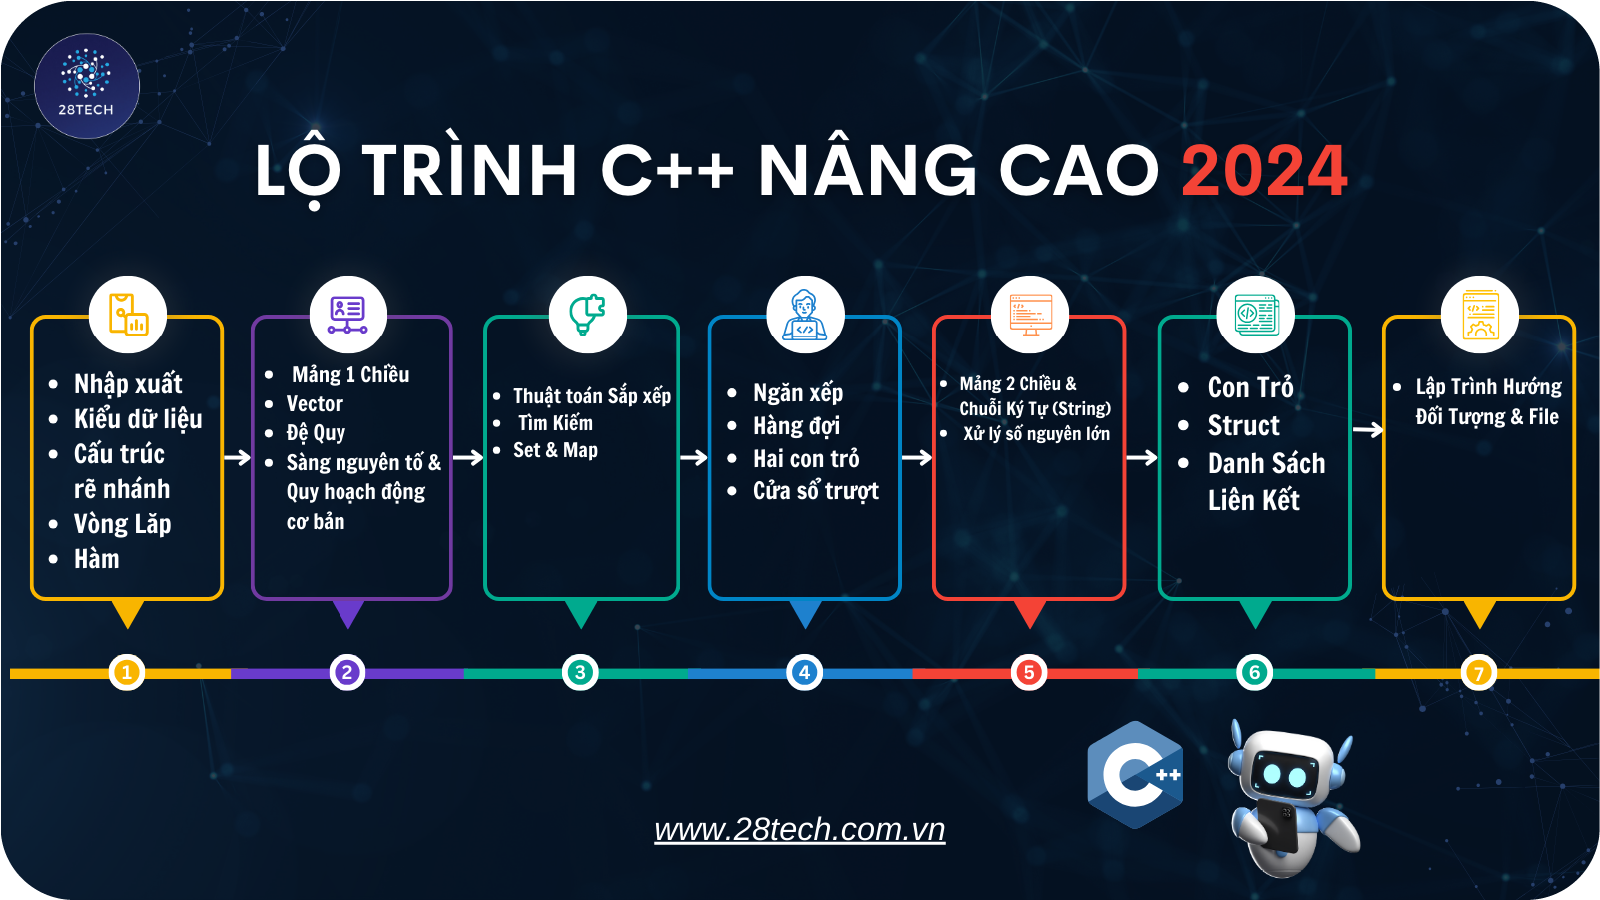 28TECH
LỘ TRÌNH C++ NÂNG CAO 2024
Nhập xuất
Kiểu dữ liệu
Cấu trúc
rẽ nhánh
Vòng Lặp
Hàm
Mảng 1 Chiều
Vector
Đệ Quy
Sàng nguyên tố &
Quy hoạch động
cơ bản
Thuật toán Sắp xếp
Tìm Kiếm
Set & Map
Ngăn xếp
Hàng đợi
Hai con trỏ
Cửa sổ trượt
Mảng 2 Chiều &
Chuỗi Ký Tự (String)
Xử lý số nguyên lớn
Con Trỏ
Struct
Danh Sách
Liên Kết
Lập Trình Hướng
Đối Tượng & File
1
2
3
4
5
6
7
C++
www.28tech.com.vn